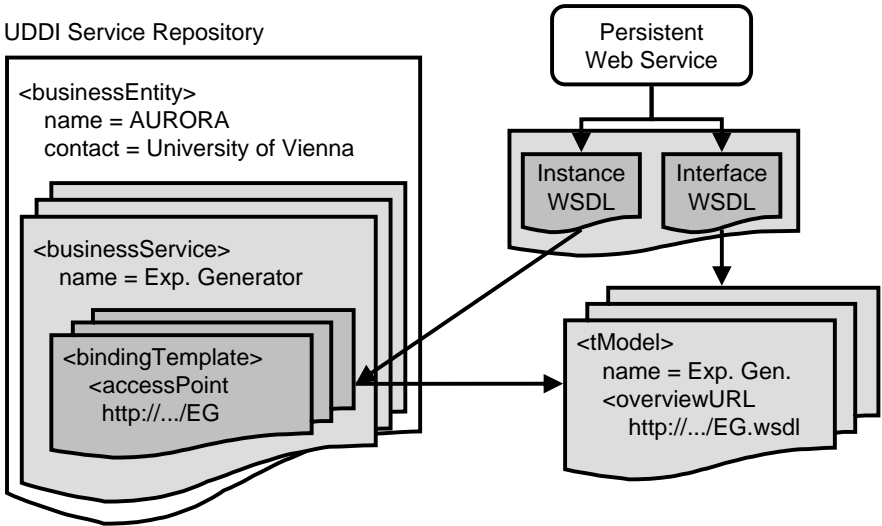 UDDI Service Repository
<businessEntity>
name = AURORA
contact = University of Vienna
<businessService>
name = Exp. Generator
<bindingTemplate>
<accessPoint
http://.../EG
Persistent
Web Service
Instance
WSDL
Interface
WSDL
<tModel>
name = Exp. Gen.
<overviewURL
http://.../EG.wsdl